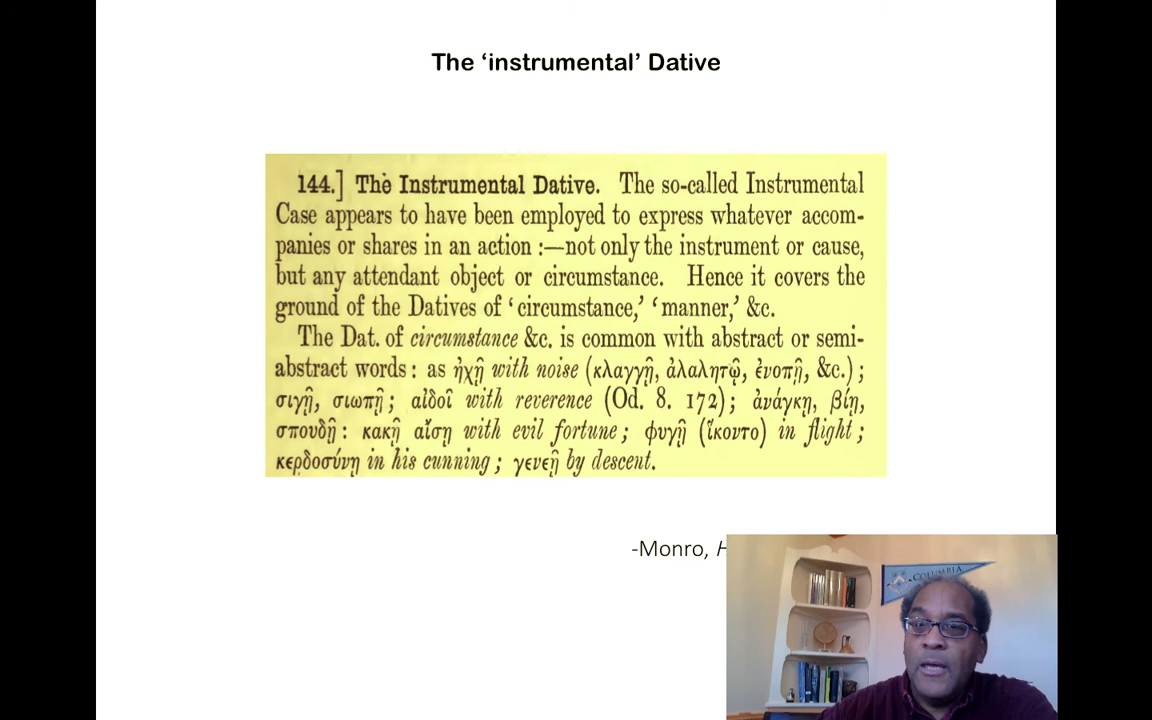 The ‘instrumental’ Dative
144.] The Instrumental Dative. The so-called Instrumental
Case appears to have been employed to express whatever accom-
panies or shares in an action :—not only the instrument or cause,
but any attendant object or circumstance. Hence it covers the
ground of the Datives of ‘circumstance,’ ‘manner,’ &c.
The Dat. of circumstance &c. is common with abstract or semi-
abstract words : as ἠχῇ with noise (κλαγγῇ, ἀλαλητῷ, ἐνοπῇ, &c.) ;
σιγῇ, σιωπῇ ; αἰδοῖ with reverence (Od. 8. 172) ; ἀνάγκῃ, βίῃ,
σπουδῇ : κακῇ αἴσῃ with evil fortune ; φυγῇ (ἵκοντο) in flight ;
κερδοσύνῃ in his cunning ; γενεῇ by descent.
-Monro, H
COLUMBIA